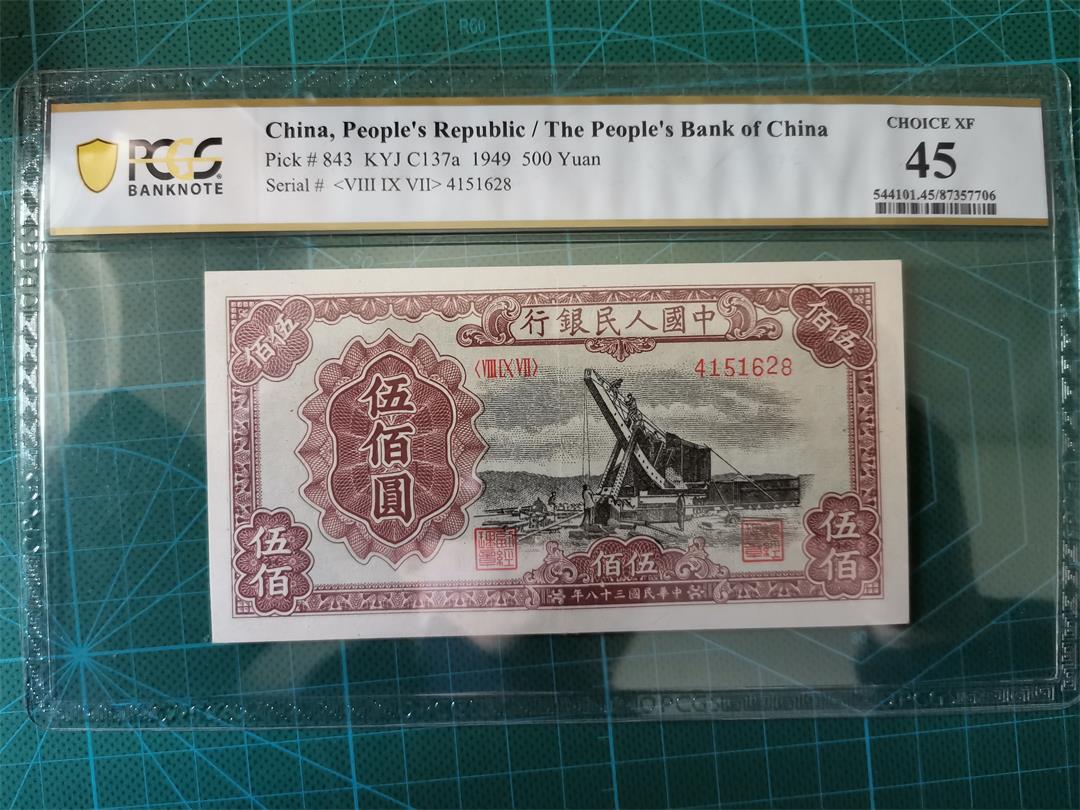 R60
PCGS
BANKNOTE
China, People's Republic / The People's Bank of China
Pick # 843 KYJ C137a 1949 500 Yuan
Serial # <VIII IX VII> 4151628
CHOICE XF
45
544101.45/87357706
行銀民人國中
佰伍
佰伍
<VIII IX VII>
4151628
伍佰圓
伍佰
佰伍
伍佰
年八十三國民華中
PCGS